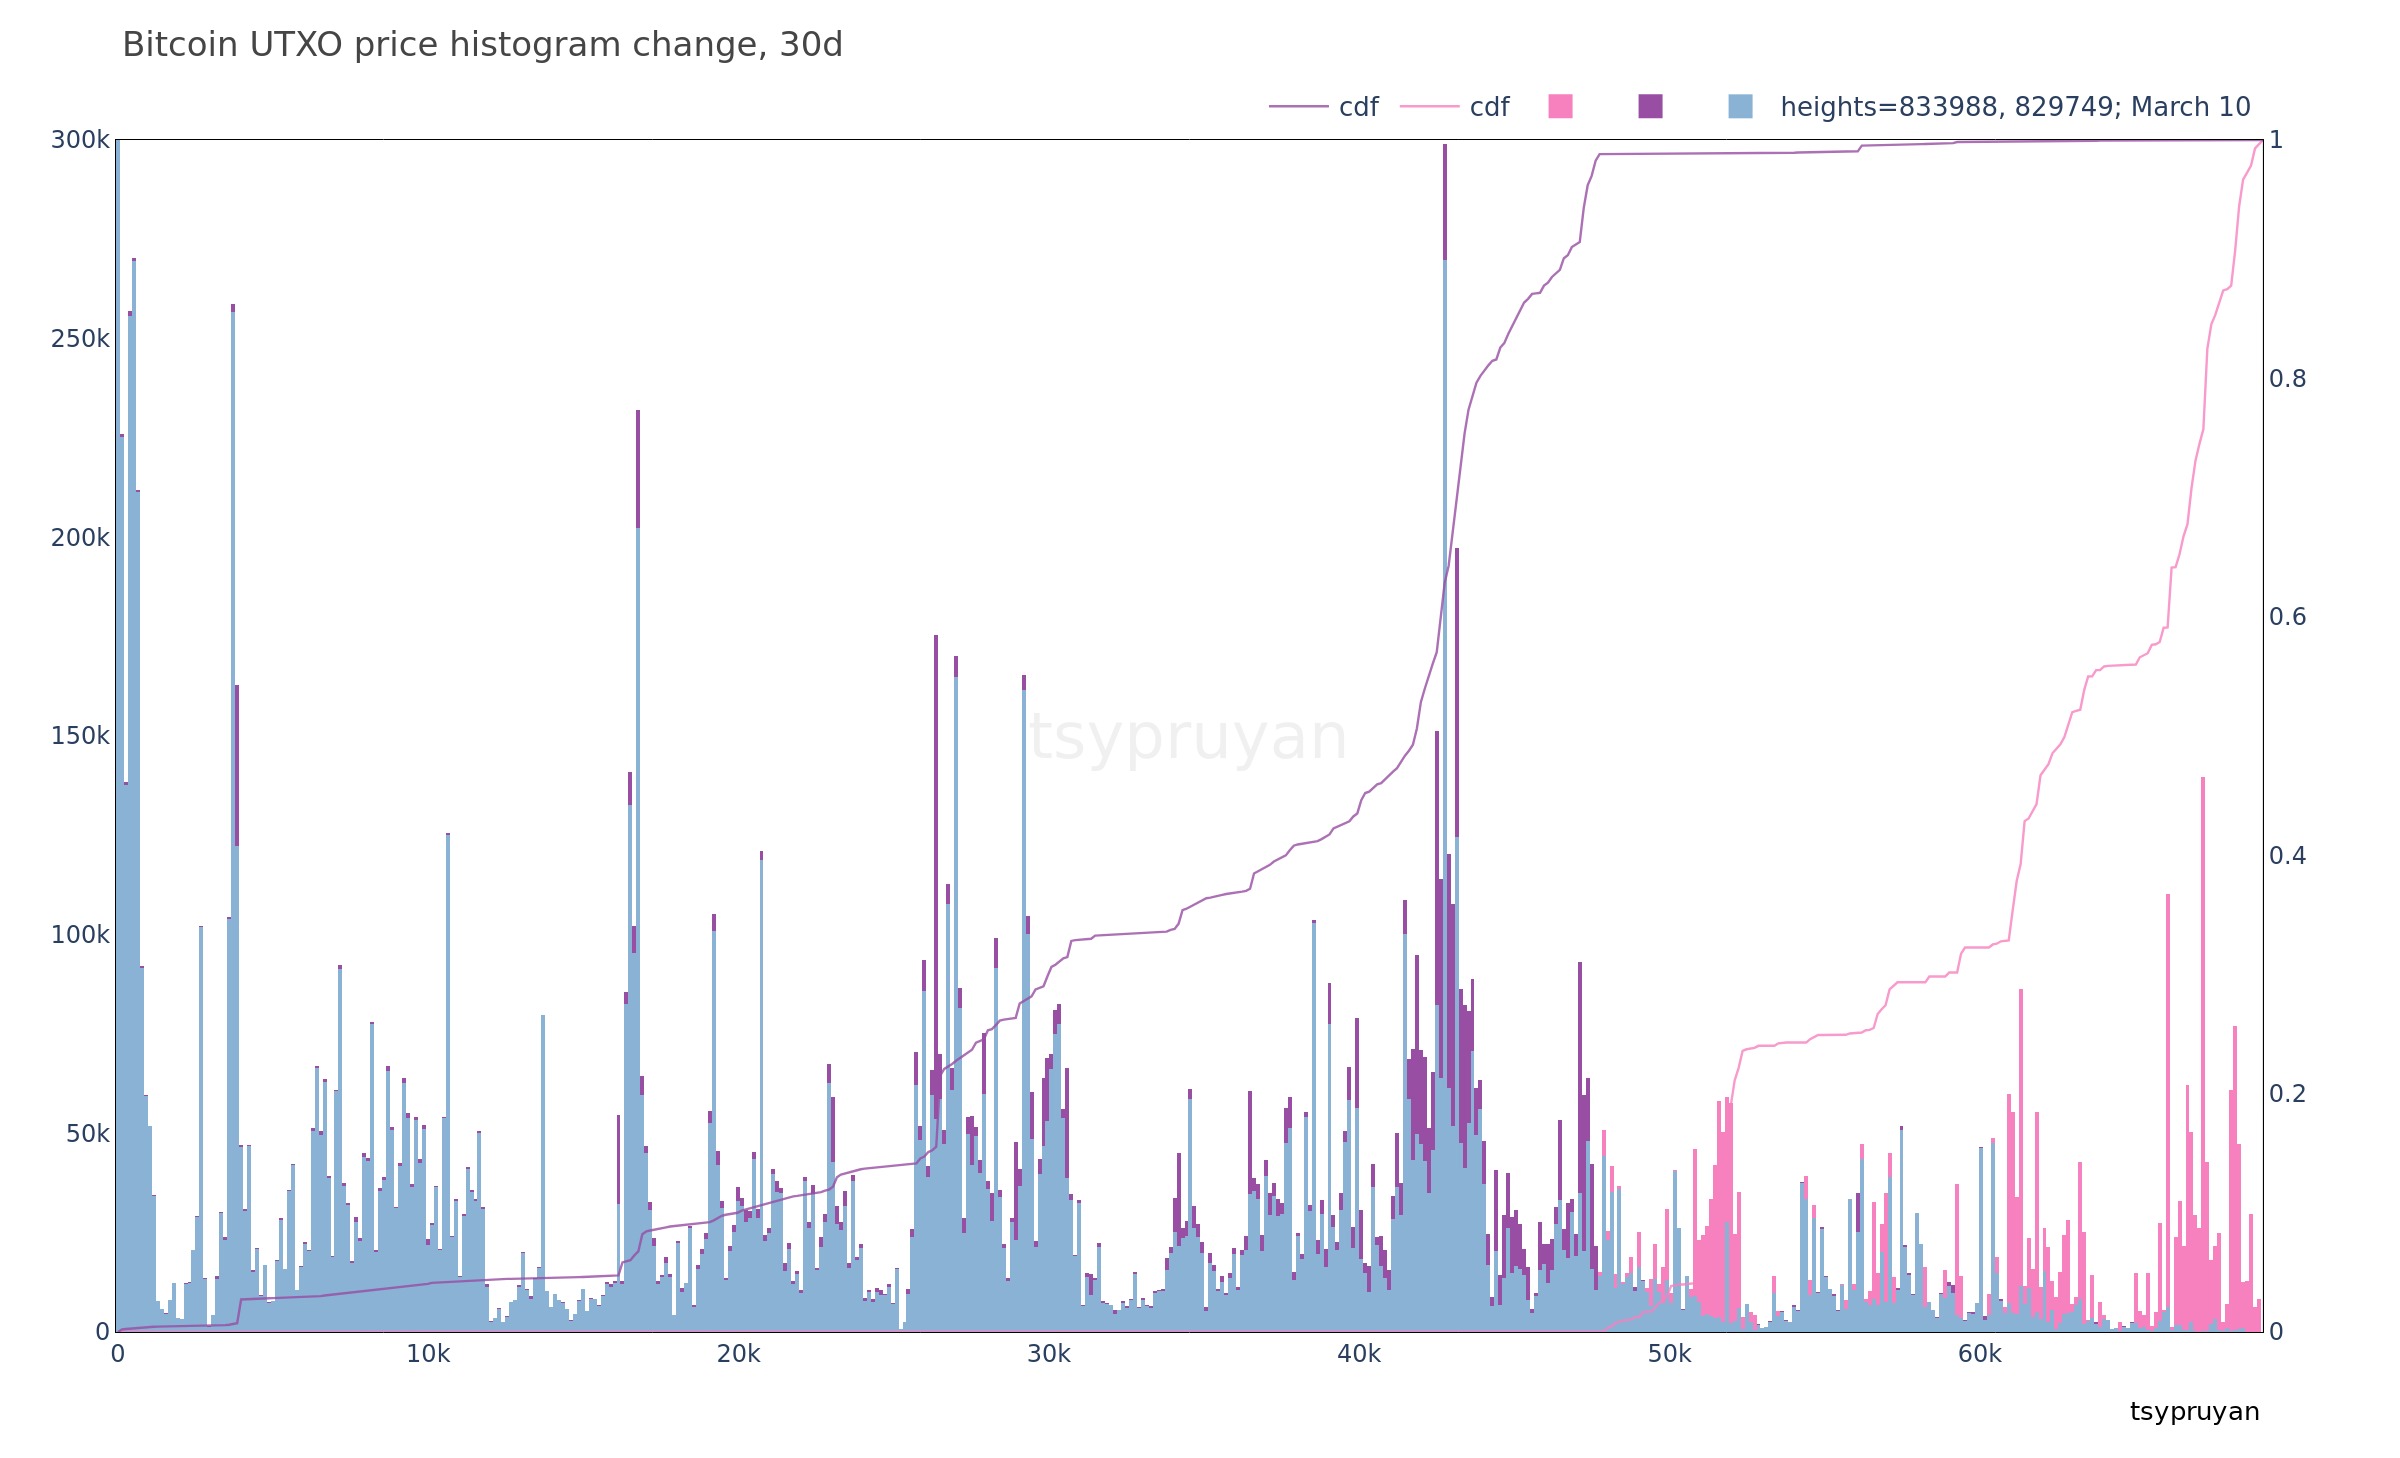 Bitcoin UTXO price histogram change, 30d
cdf cdf heights=833988, 829749; March 10
300k 1
250k
0.8
200k
0.6
150k
tsypruyan
0.4
100k
0.2
50k
0 0
0 10k 20k 30k 40k 50k 60k
tsypruyan